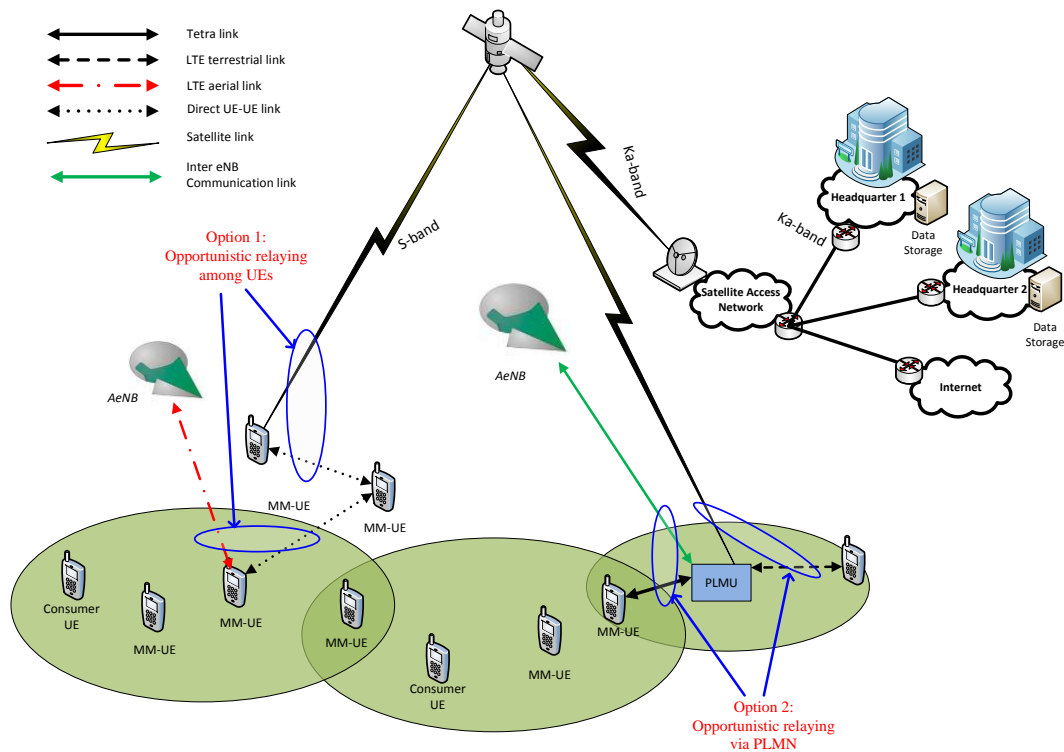 Tetra link
LTE terrestrial link
LTE aerial link
Direct UE-UE link
Satellite link
Inter eNB
Communication link
Option 1:
Opportunistic relaying
among UEs
S-band
Ka-band
Ka-band
Headquarter 1
Data
Storage
Headquarter 2
Data
Storage
Satellite Access
Network
Internet
AeNB
AeNB
MM-UE
MM-UE
Consumer
UE
MM-UE
MM-UE
MM-UE
Consumer
UE
MM-UE
MM-UE
PLMU
Option 2:
Opportunistic relaying
via PLMN